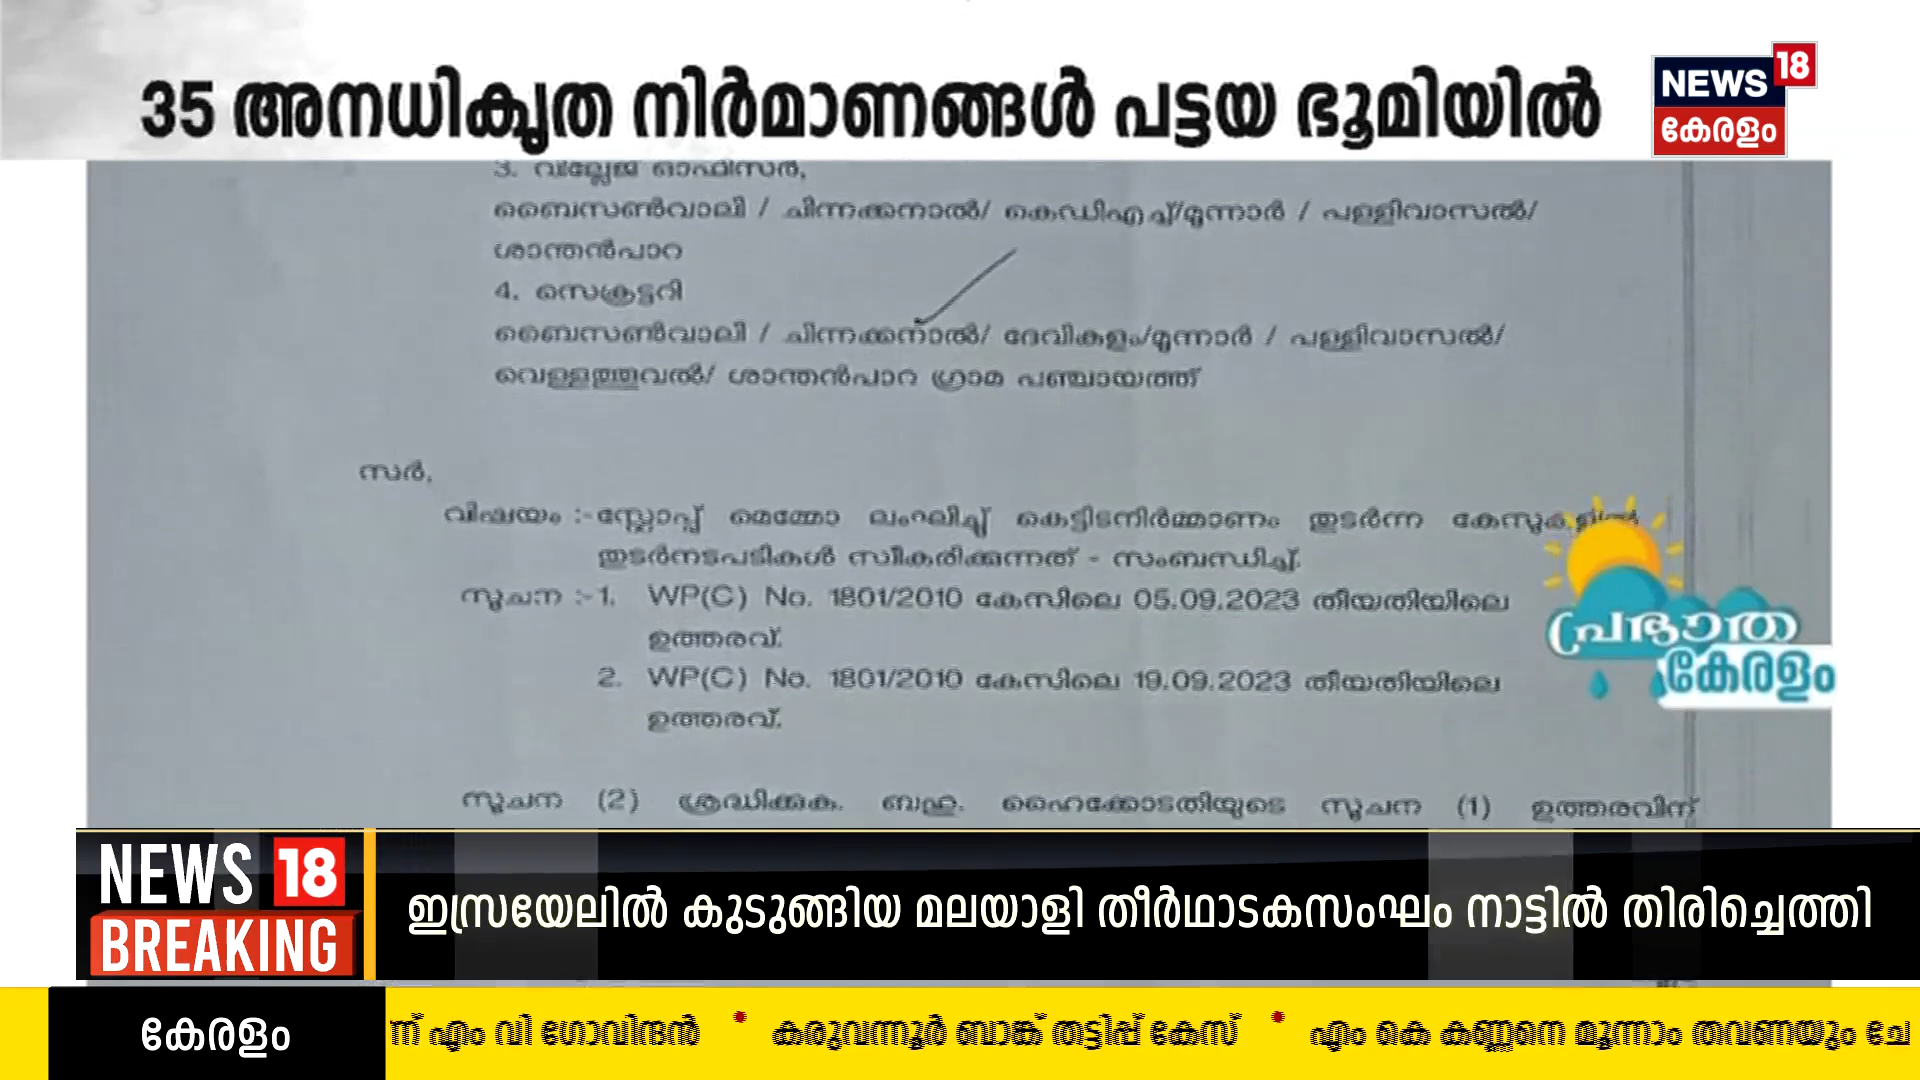 35 അനധികൃത നിർമാണങ്ങൾ പട്ടയ ഭൂമിയിൽ
NEWS 18
കേരളം
3. വില്ലേജ് ഓഫീസർ,
ബൈസൺവാലി / ചിന്നക്കനാൽ/ കെഡിഎച്ച്/മൂന്നാർ / പള്ളിവാസൽ/
ശാന്തൻപാറ
4. സെക്രട്ടറി
ബൈസൺവാലി / ചിന്നക്കനാൽ/ ദേവികുളം/മൂന്നാർ / പള്ളിവാസൽ/
വെള്ളത്തൂവൽ/ ശാന്തൻപാറ ഗ്രാമ പഞ്ചായത്ത്
സർ,
വിഷയം :- സ്റ്റോപ്പ് മെമ്മോ ലംഘിച്ച് കെട്ടിടനിർമ്മാണം തുടർന്ന കേസുകളിൽ
തുടർനടപടികൾ സ്വീകരിക്കുന്നത് - സംബന്ധിച്ച്.
സൂചന :- 1. WP(C) No. 1801/2010 കേസിലെ 05.09.2023 തീയതിയിലെ
ഉത്തരവ്.
2. WP(C) No. 1801/2010 കേസിലെ 19.09.2023 തീയതിയിലെ
ഉത്തരവ്.
പ്രഭാത
കേരളം
സൂചന (2) ശ്രദ്ധിക്കുക. ബഹു. ഹൈക്കോടതിയുടെ സൂചന (1) ഉത്തരവിന്
NEWS 18
BREAKING
ഇസ്രയേലിൽ കുടുങ്ങിയ മലയാളി തീർഥാടകസംഘം നാട്ടിൽ തിരിച്ചെത്തി
കേരളം
ന് എം വി ഗോവിന്ദൻ * കരുവന്നൂർ ബാങ്ക് തട്ടിപ്പ് കേസ് * എം കെ കണ്ണനെ മൂന്നാം തവണയും ചേ